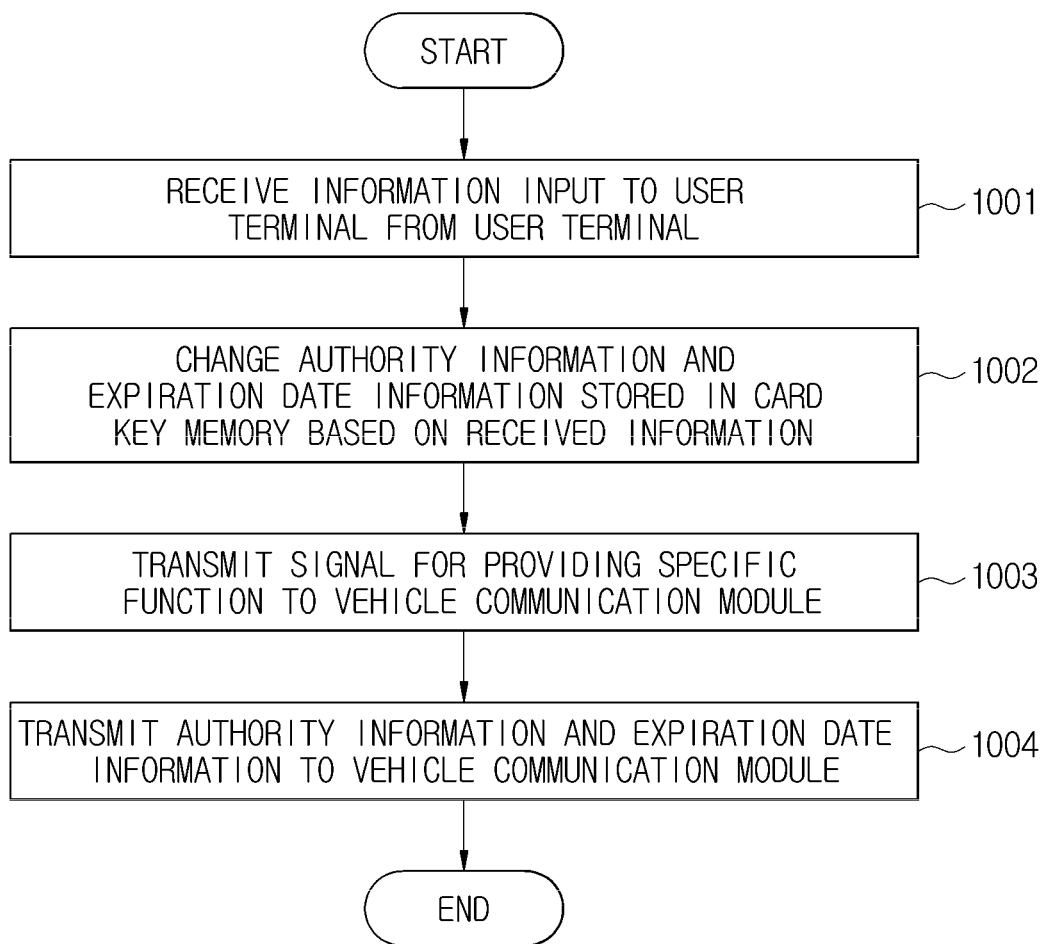 START
RECEIVE INFORMATION INPUT TO USER
TERMINAL FROM USER TERMINAL
1001
CHANGE AUTHORITY INFORMATION AND
EXPIRATION DATE INFORMATION STORED IN CARD
KEY MEMORY BASED ON RECEIVED INFORMATION
1002
TRANSMIT SIGNAL FOR PROVIDING SPECIFIC
FUNCTION TO VEHICLE COMMUNICATION MODULE
1003
TRANSMIT AUTHORITY INFORMATION AND EXPIRATION DATE
INFORMATION TO VEHICLE COMMUNICATION MODULE
1004
END